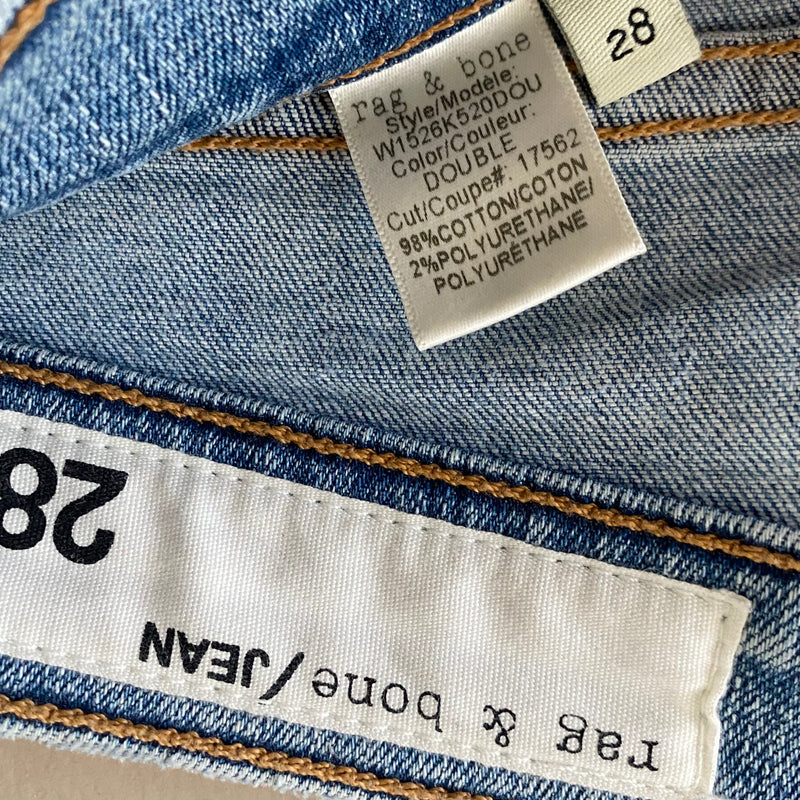 28
rag & bone
Style/Modèle:
W1526K520DOU
Color/Couleur:
DOUBLE
Cut/Coupe#: 17562
98%COTTON/COTON
2%POLYURETHANE/
POLYURÉTHANE
rag & bone/JEAN
28